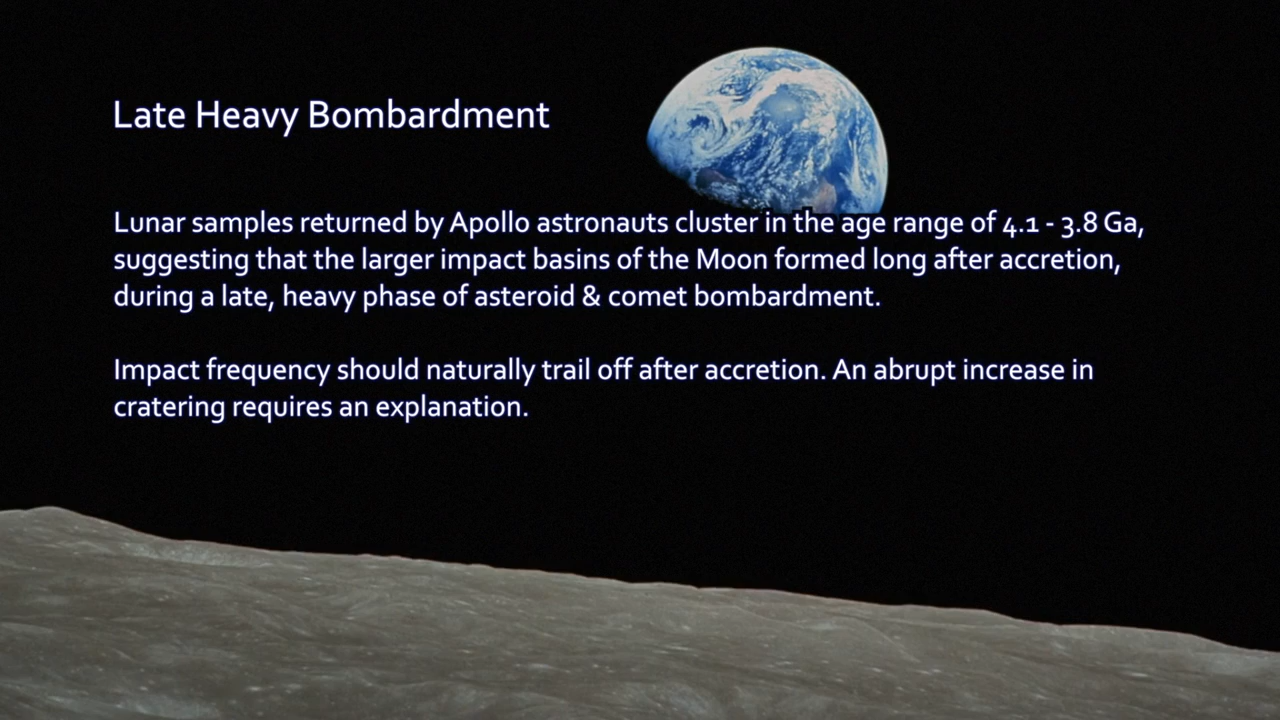 Late Heavy Bombardment
Lunar samples returned by Apollo astronauts cluster in the age range of 4.1 - 3.8 Ga,
suggesting that the larger impact basins of the Moon formed long after accretion,
during a late, heavy phase of asteroid & comet bombardment.
Impact frequency should naturally trail off after accretion. An abrupt increase in
cratering requires an explanation.